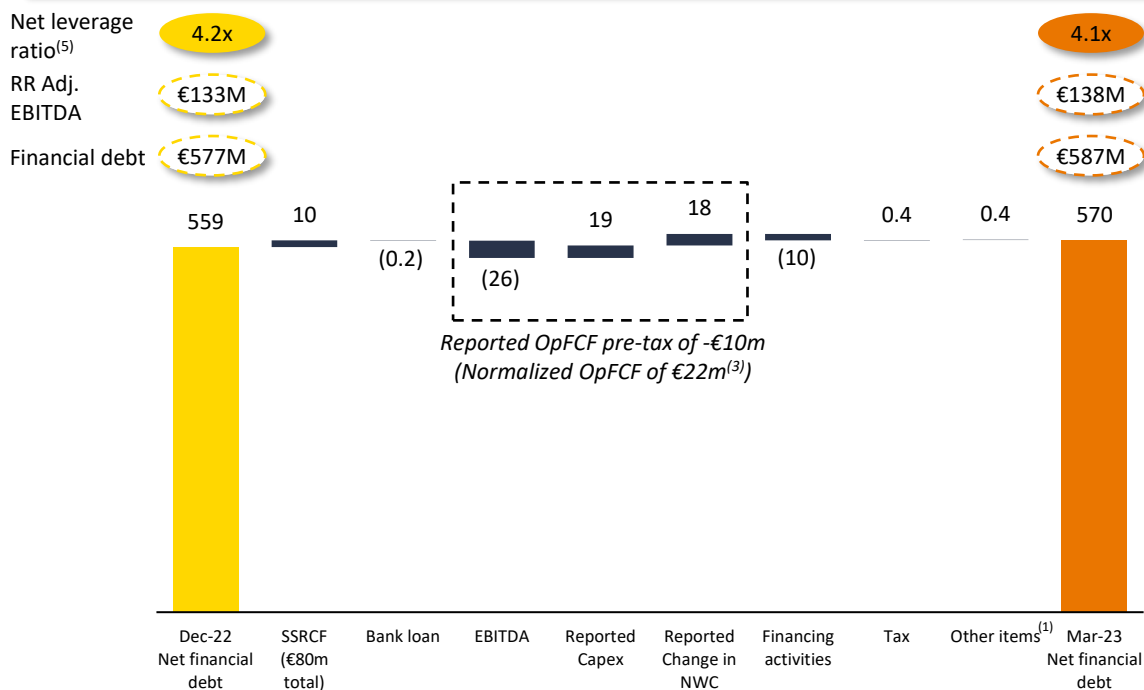 Net leverage
ratio(5)
4.2x
4.1x
RR Adj.
EBITDA
€133M
€138M
Financial debt
€577M
€587M
559
10
(0.2)
(26)
19
18
(10)
0.4
0.4
570
Reported OpFCF pre-tax of -€10m
(Normalized OpFCF of €22m(3))
Dec-22
Net financial
debt
SSRCF
(€80m
total)
Bank loan
EBITDA
Reported
Capex
Reported
Change in
NWC
Financing
activities
Tax
Other items(1)
Mar-23
Net financial
debt